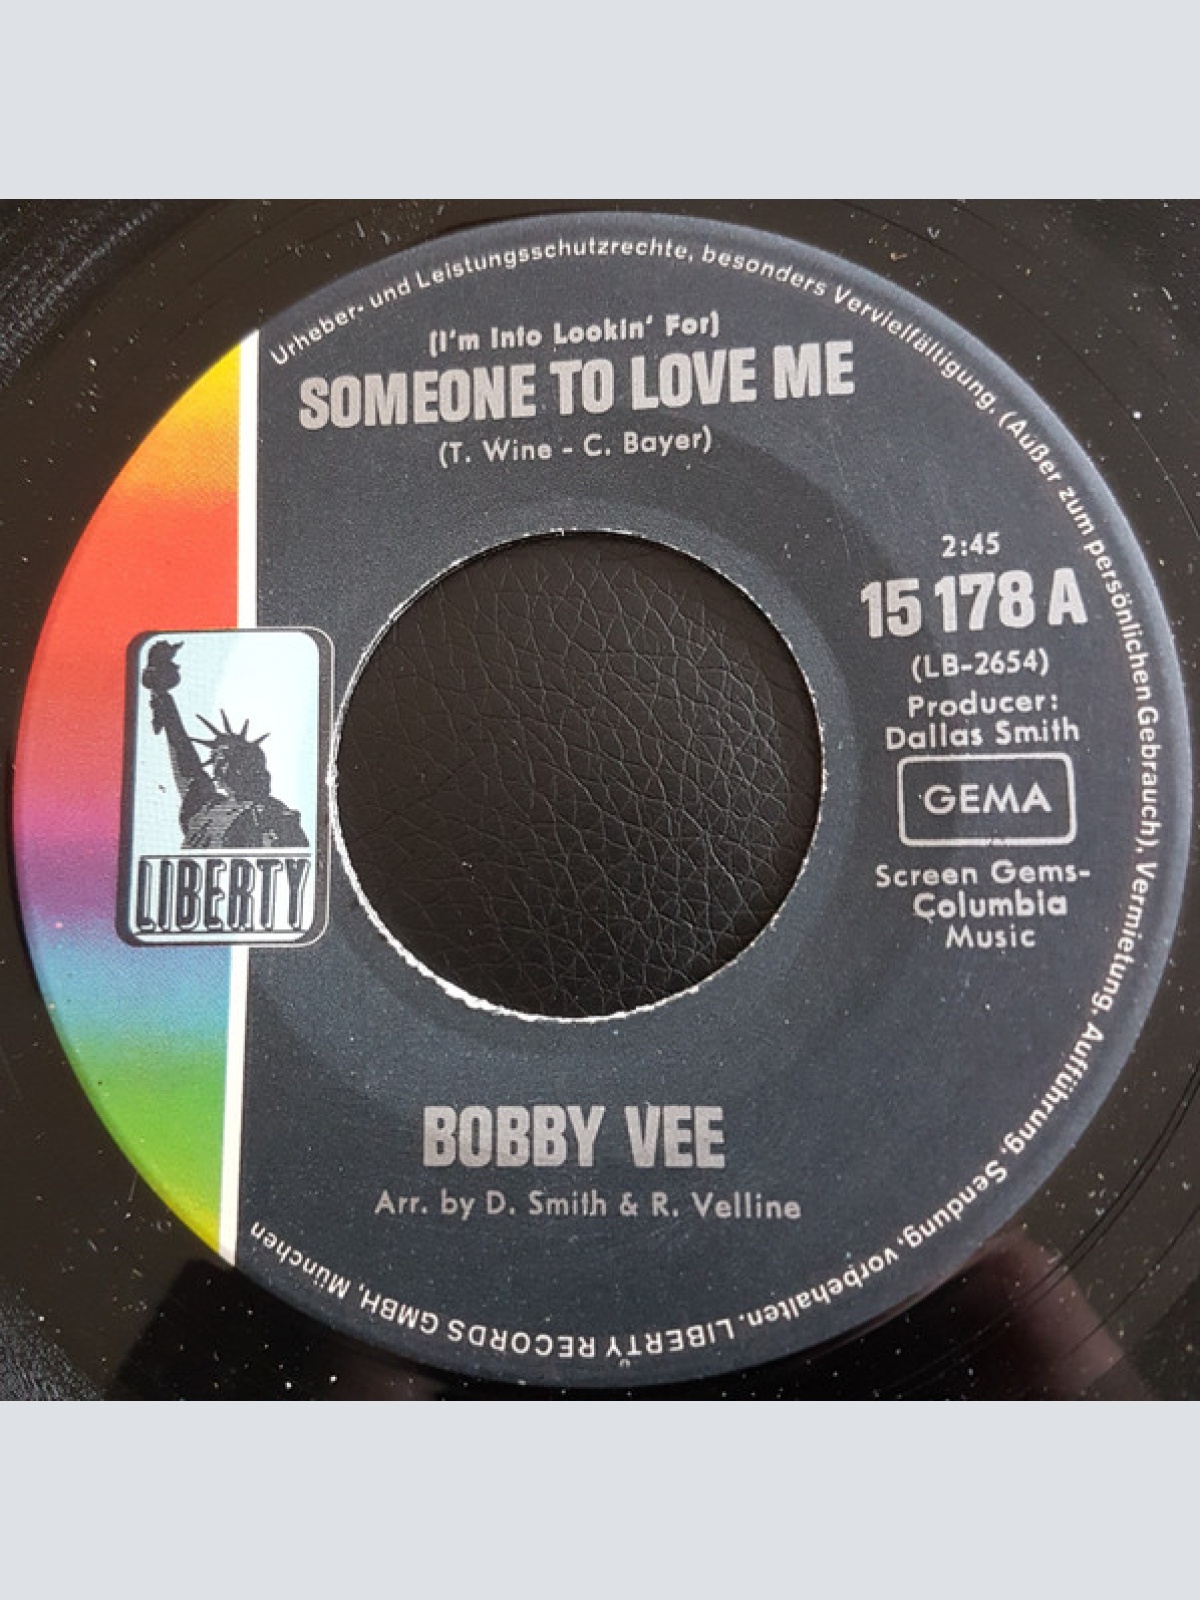 Urheber- und Leistungsschutzrechte, besonders Vervielfältigung, (Außer zum persönlichen Gebrauch), Vermietung, Aufführung, Sendung, vorbehalten. LIBERTY RECORDS GMBH, München
(I'm Into Lookin' For)
SOMEONE TO LOVE ME
(T. Wine - C. Bayer)
2:45
15 178 A
(LB-2654)
Producer:
Dallas Smith
GEMA
Screen Gems-
Columbia
Music
LIBERTY
BOBBY VEE
Arr. by D. Smith & R. Velline